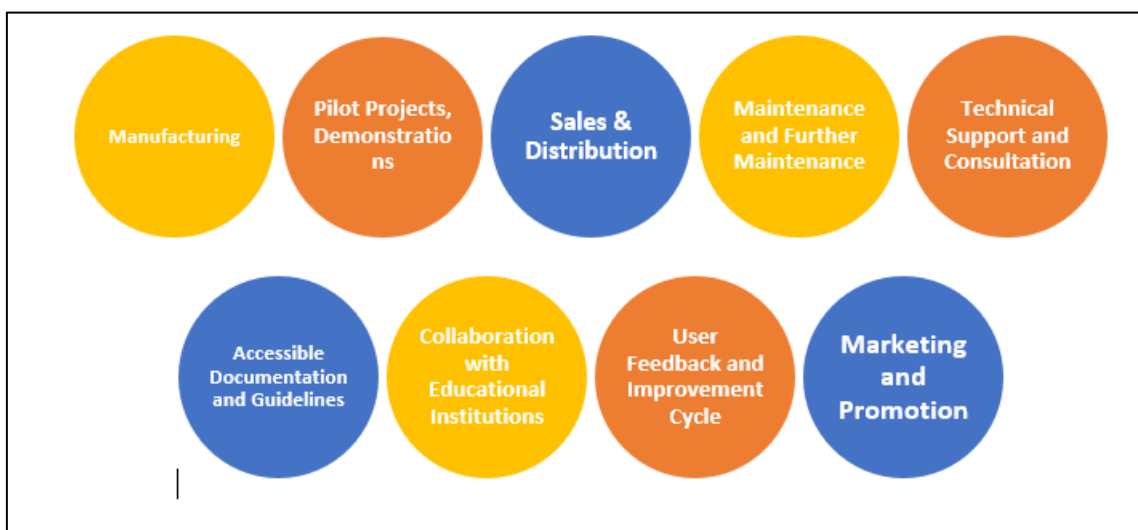 Manufacturing
Pilot Projects,
Demonstratio
ns
Sales &
Distribution
Maintenance
and Further
Maintenance
Technical
Support and
Consultation
Accessible
Documentation
and Guidelines
Collaboration
with
Educational
Institutions
User
Feedback and
Improvement
Cycle
Marketing
and
Promotion